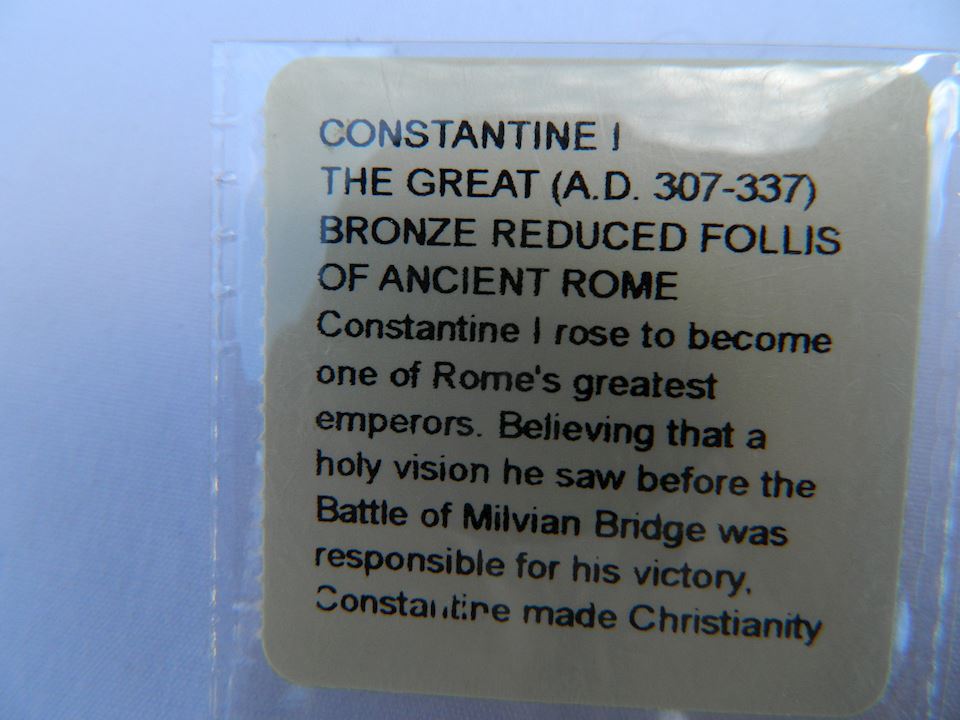 CONSTANTINE I
THE GREAT (A.D. 307-337)
BRONZE REDUCED FOLLIS
OF ANCIENT ROME
Constantine I rose to become
one of Rome's greatest
emperors. Believing that a
holy vision he saw before the
Battle of Milvian Bridge was
responsible for his victory,
Constantine made Christianity